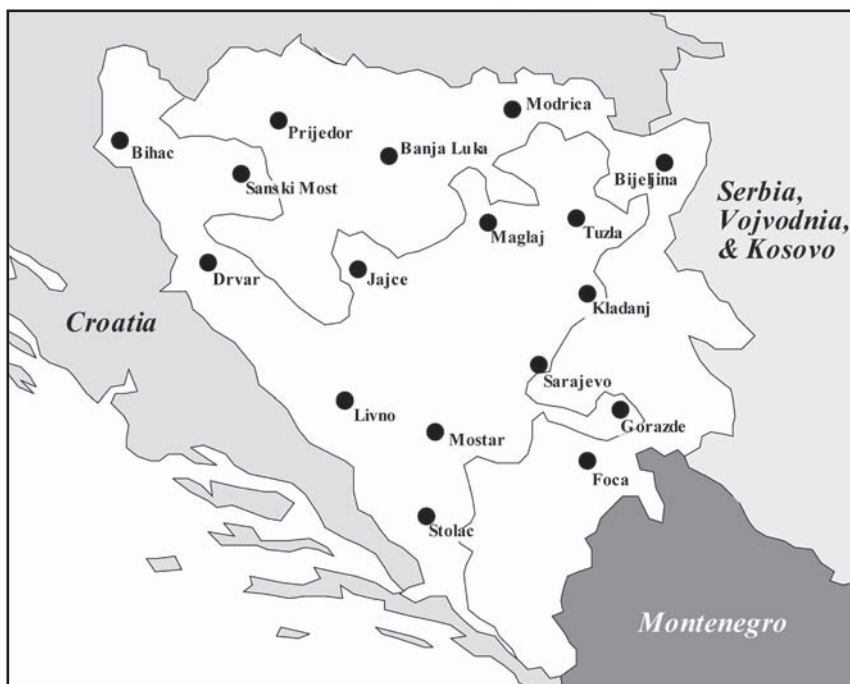 Modrica
Prijedor
Banja Luka
Bihac
Sanski Most
Bijeljina
Serbia,
Vojvodnia,
& Kosovo
Maglaj
Tuzla
Drvar
Jajce
Kladanj
Croatia
Sarajevo
Livno
Gorazde
Mostar
Foca
Stolac
Montenegro